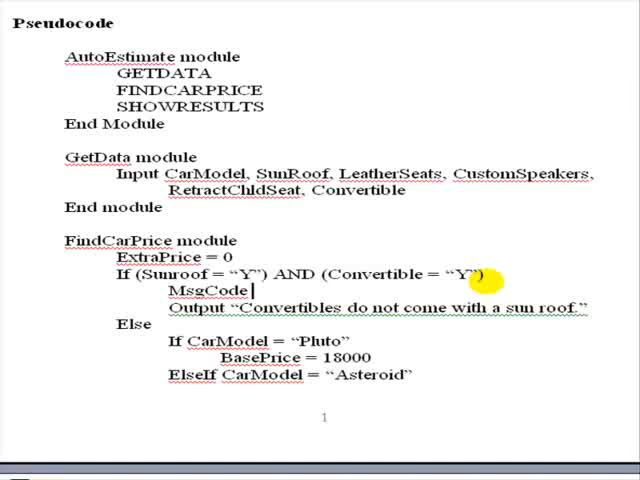 Pseudocode
AutoEstimate module
GETDATA
FINDCARPRICE
SHOWRESULTS
End Module
GetData module
Input CarModel, SunRoof, LeatherSeats, CustomSpeakers,
RetractChldSeat, Convertible
End module
FindCarPrice module
ExtraPrice = 0
If (Sunroof = “Y”) AND (Convertible = “Y”)
MsgCode
Output “Convertibles do not come with a sun roof.”
Else
If CarModel = “Pluto”
BasePrice = 18000
ElseIf CarModel = “Asteroid”
1